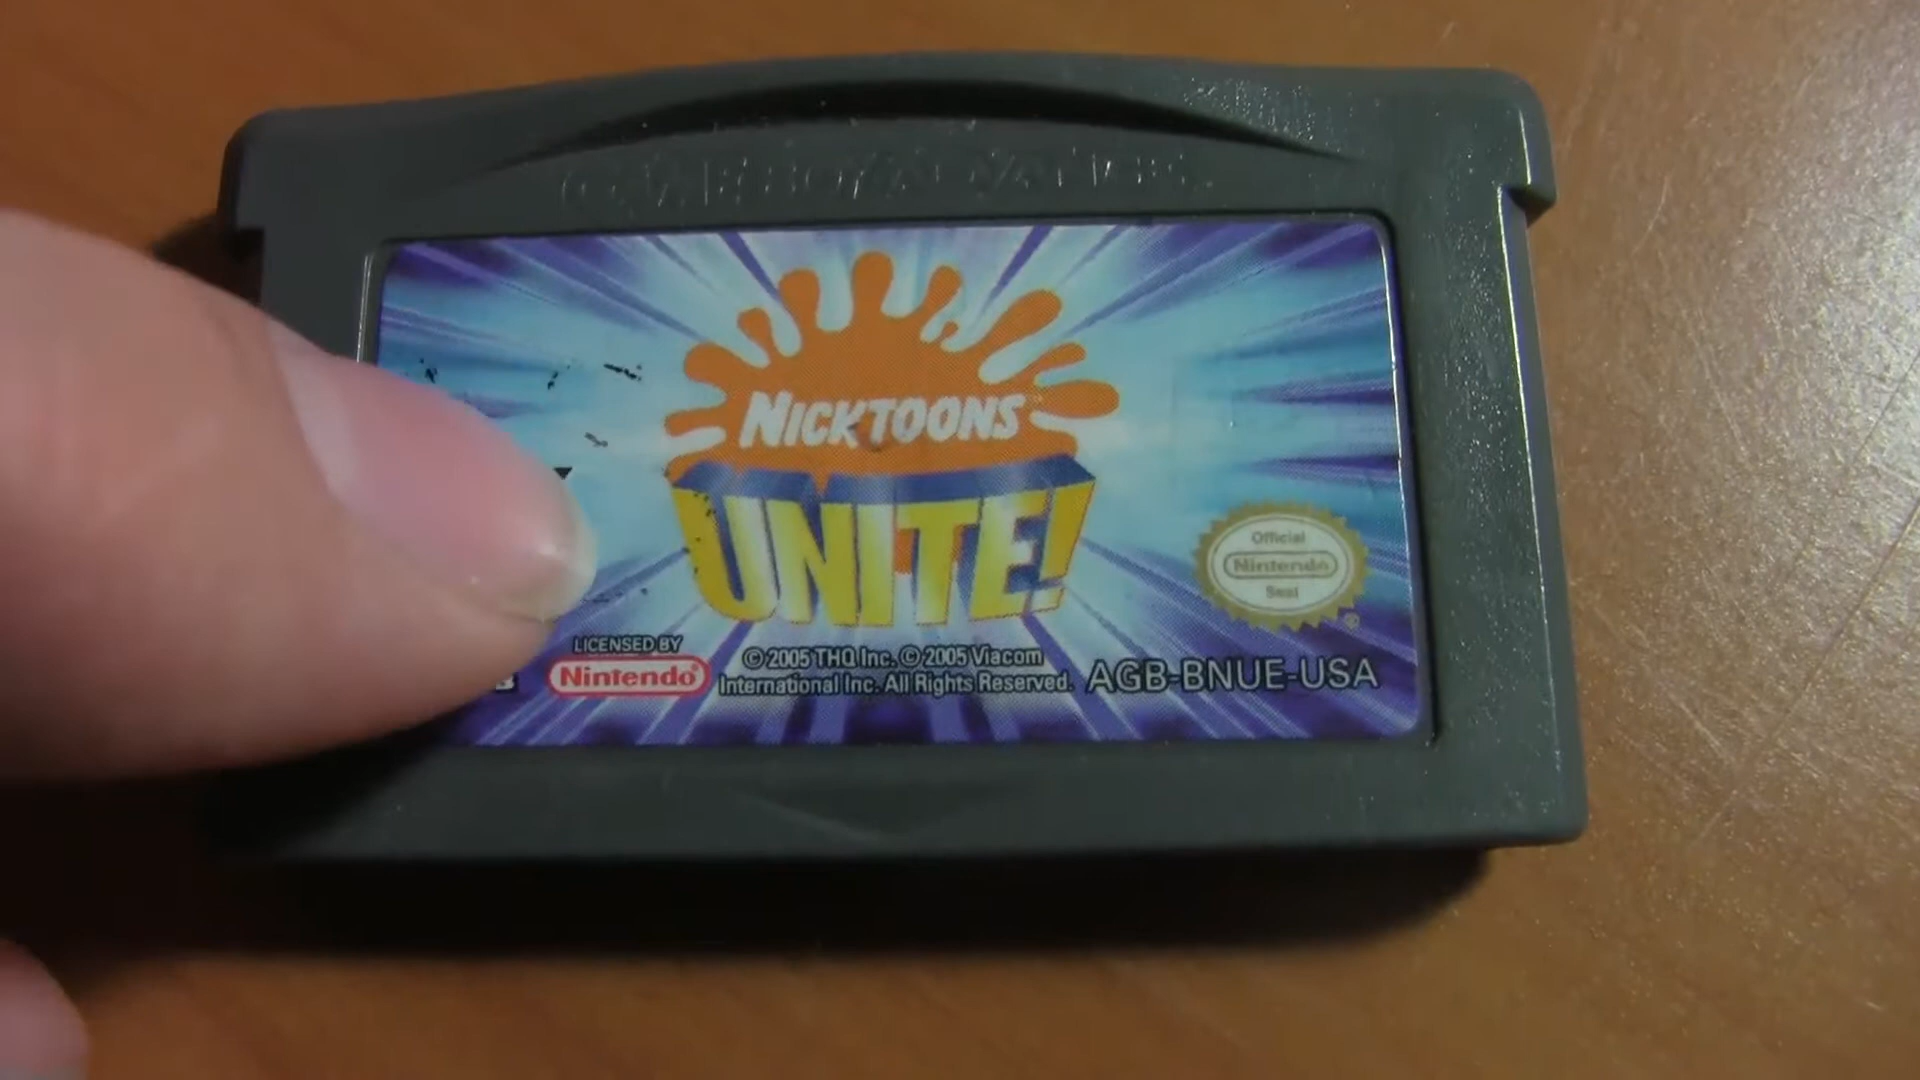 GAME BOY ADVANCE
NICKTOONS
UNITE!
Official
Nintendo
Seal
LICENSED BY
Nintendo®
© 2005 THQ Inc. © 2005 Viacom
International Inc. All Rights Reserved.
AGB-BNUE-USA